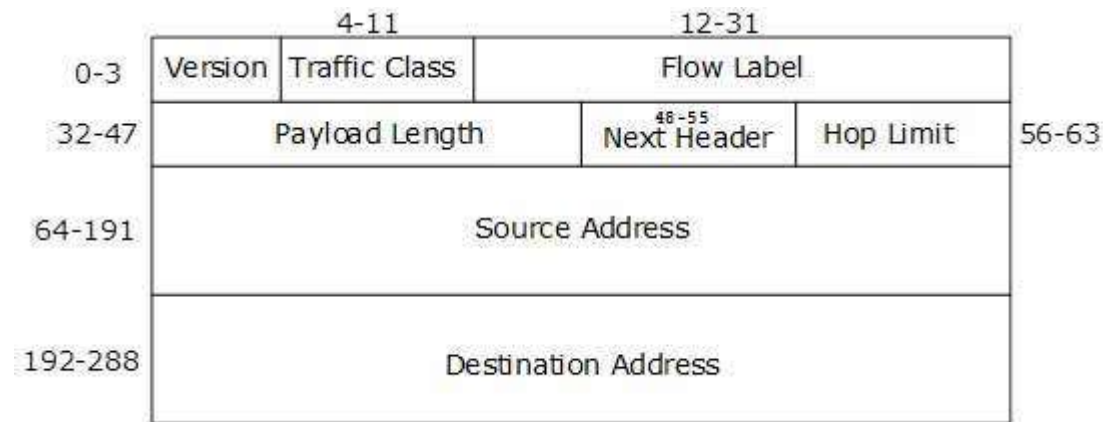 4-11 12-31
0-3 Version Traffic Class Flow Label
48-55
32-47 Payload Length Next Header Hop Limit 56-63
64-191 Source Address
192-288 Destination Address